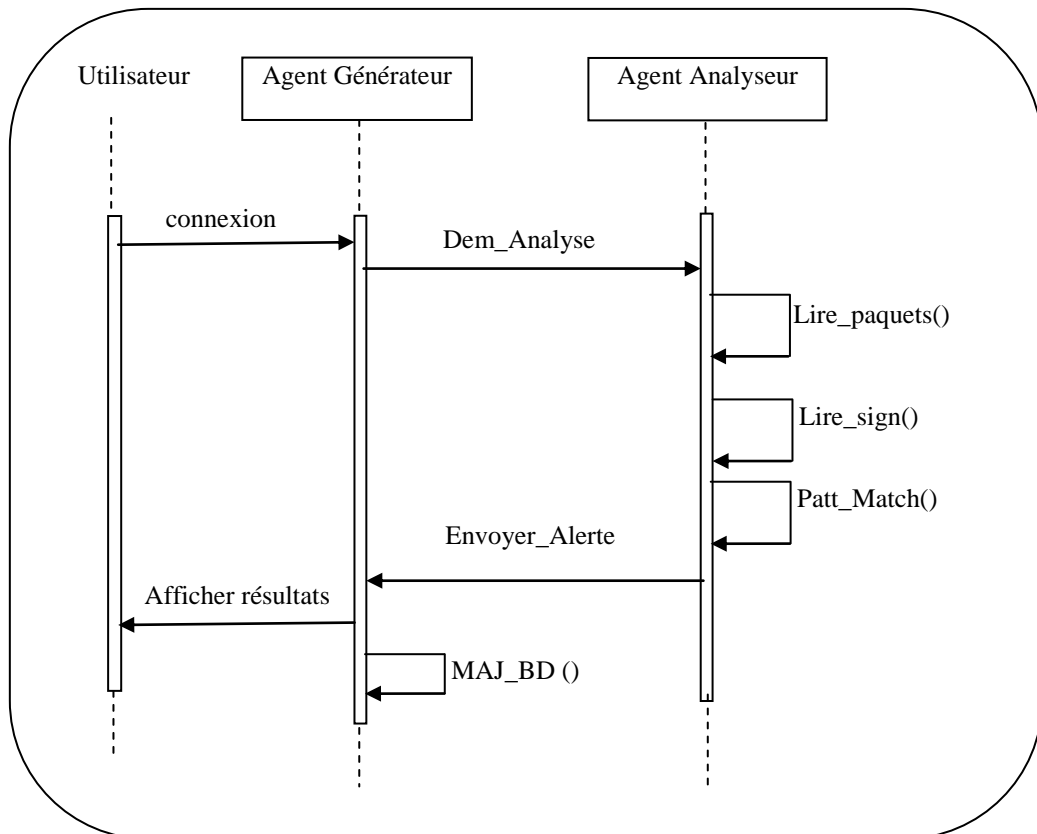 Utilisateur
Agent Générateur
Agent Analyseur
connexion
Dem_Analyse
Lire_paquets()
Lire_sign()
Patt_Match()
Envoyer_Alerte
Afficher résultats
MAJ_BD ()